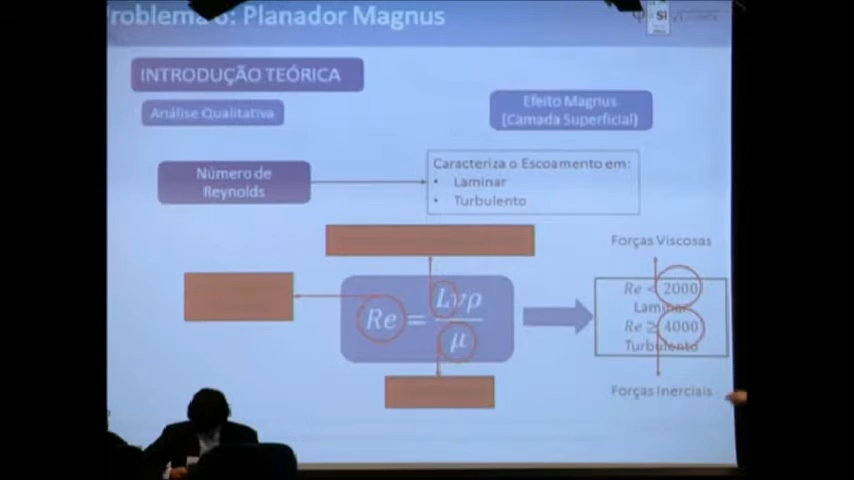 roblema 6: Planador Magnus
Si
INTRODUÇÃO TEÓRICA
Análise Qualitativa
Efeito Magnus
(Camada Superficial)
Número de
Reynolds
Caracteriza o Escoamento em:
• Laminar
• Turbulento
Forças Viscosas
Re = Lvρ/μ
Re < 2000
Laminar
Re ≥ 4000
Turbulento
Forças Inerciais